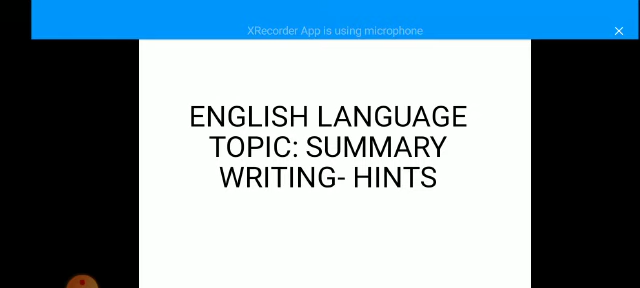 XRecorder App is using microphone
ENGLISH LANGUAGE
TOPIC: SUMMARY
WRITING- HINTS